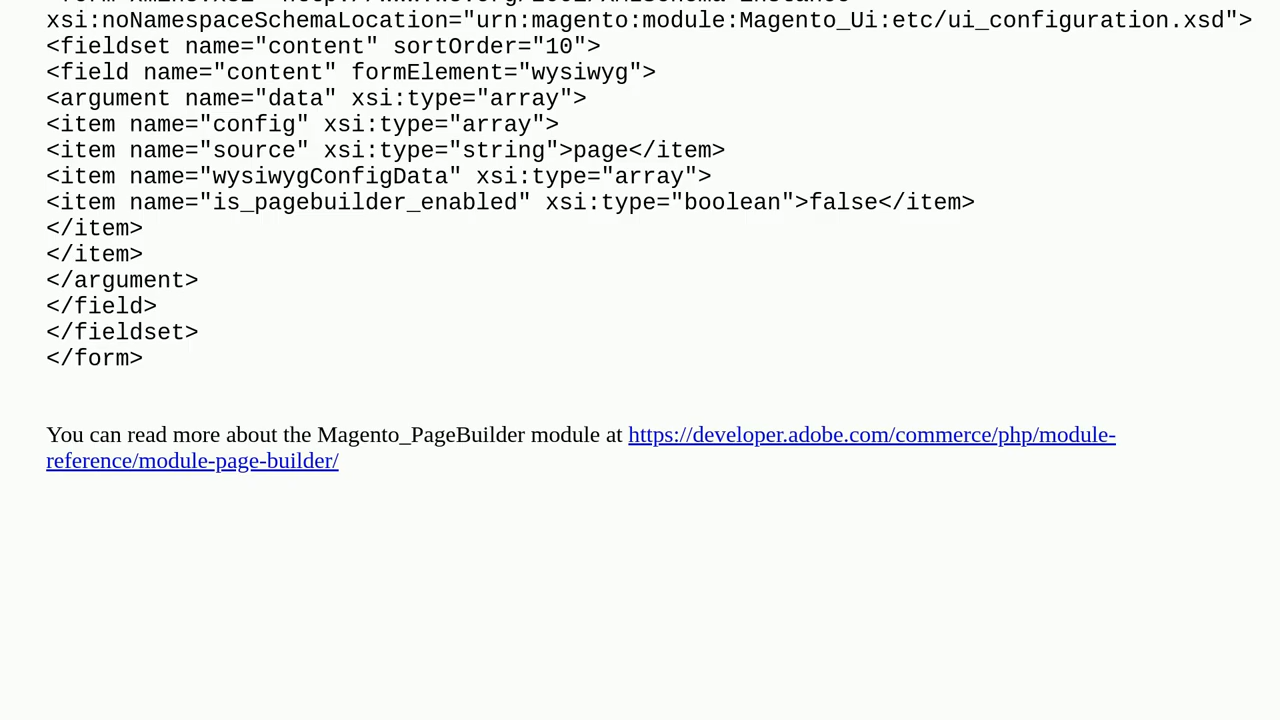 xsi:noNamespaceSchemaLocation="urn:magento:module:Magento_Ui:etc/ui_configuration.xsd">
<fieldset name="content" sortOrder="10">
<field name="content" formElement="wysiwyg">
<argument name="data" xsi:type="array">
<item name="config" xsi:type="array">
<item name="source" xsi:type="string">page</item>
<item name="wysiwygConfigData" xsi:type="array">
<item name="is_pagebuilder_enabled" xsi:type="boolean">false</item>
</item>
</item>
</argument>
</field>
</fieldset>
</form>
You can read more about the Magento_PageBuilder module at https://developer.adobe.com/commerce/php/module-
reference/module-page-builder/